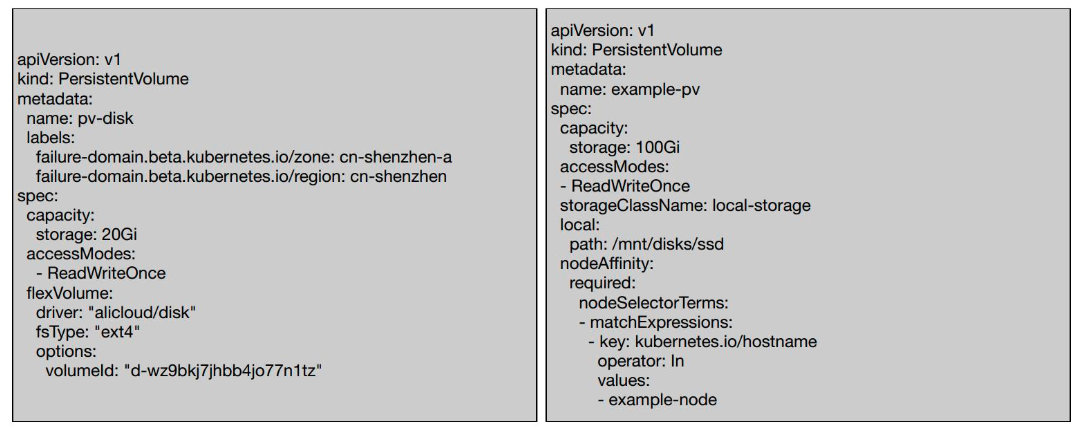 apiVersion: v1
kind: PersistentVolume
metadata:
  name: pv-disk
  labels:
    failure-domain.beta.kubernetes.io/zone: cn-shenzhen-a
    failure-domain.beta.kubernetes.io/region: cn-shenzhen
spec:
  capacity:
    storage: 20Gi
  accessModes:
    - ReadWriteOnce
  flexVolume:
    driver: "alicloud/disk"
    fsType: "ext4"
    options:
      volumeId: "d-wz9bkj7jhbb4jo77n1tz"
apiVersion: v1
kind: PersistentVolume
metadata:
  name: example-pv
spec:
  capacity:
    storage: 100Gi
  accessModes:
  - ReadWriteOnce
  storageClassName: local-storage
  local:
    path: /mnt/disks/ssd
  nodeAffinity:
    required:
      nodeSelectorTerms:
      - matchExpressions:
        - key: kubernetes.io/hostname
          operator: In
          values:
          - example-node